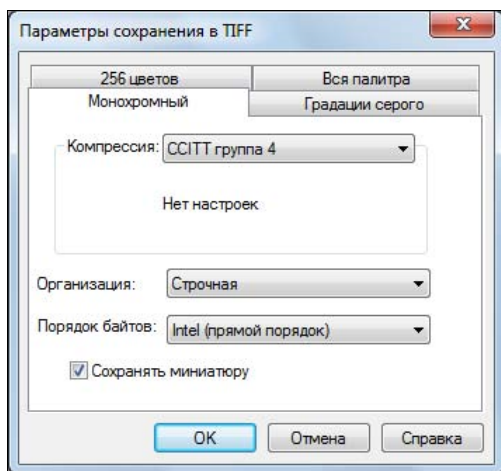 Параметры сохранения в TIFF
256 цветов
Вся палитра
Монохромный
Градации серого
Компрессия: CCITT группа 4
Нет настроек
Организация: Строчная
Порядок байтов: Intel (прямой порядок)
Сохранять миниатюру
OK
Отмена
Справка